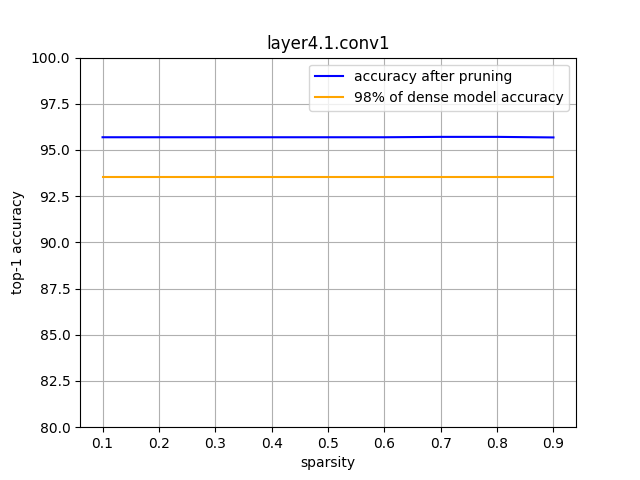 layer4.1.conv1
accuracy after pruning
98% of dense model accuracy
100.0
97.5
95.0
92.5
90.0
87.5
85.0
82.5
80.0
top-1 accuracy
0.1 0.2 0.3 0.4 0.5 0.6 0.7 0.8 0.9
sparsity